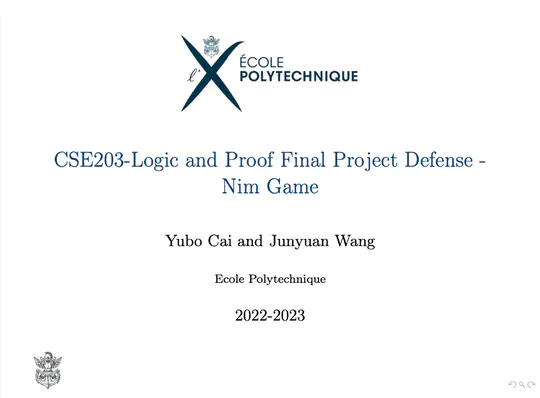 ÉCOLE
POLYTECHNIQUE
CSE203-Logic and Proof Final Project Defense -
Nim Game
Yubo Cai and Junyuan Wang
Ecole Polytechnique
2022-2023